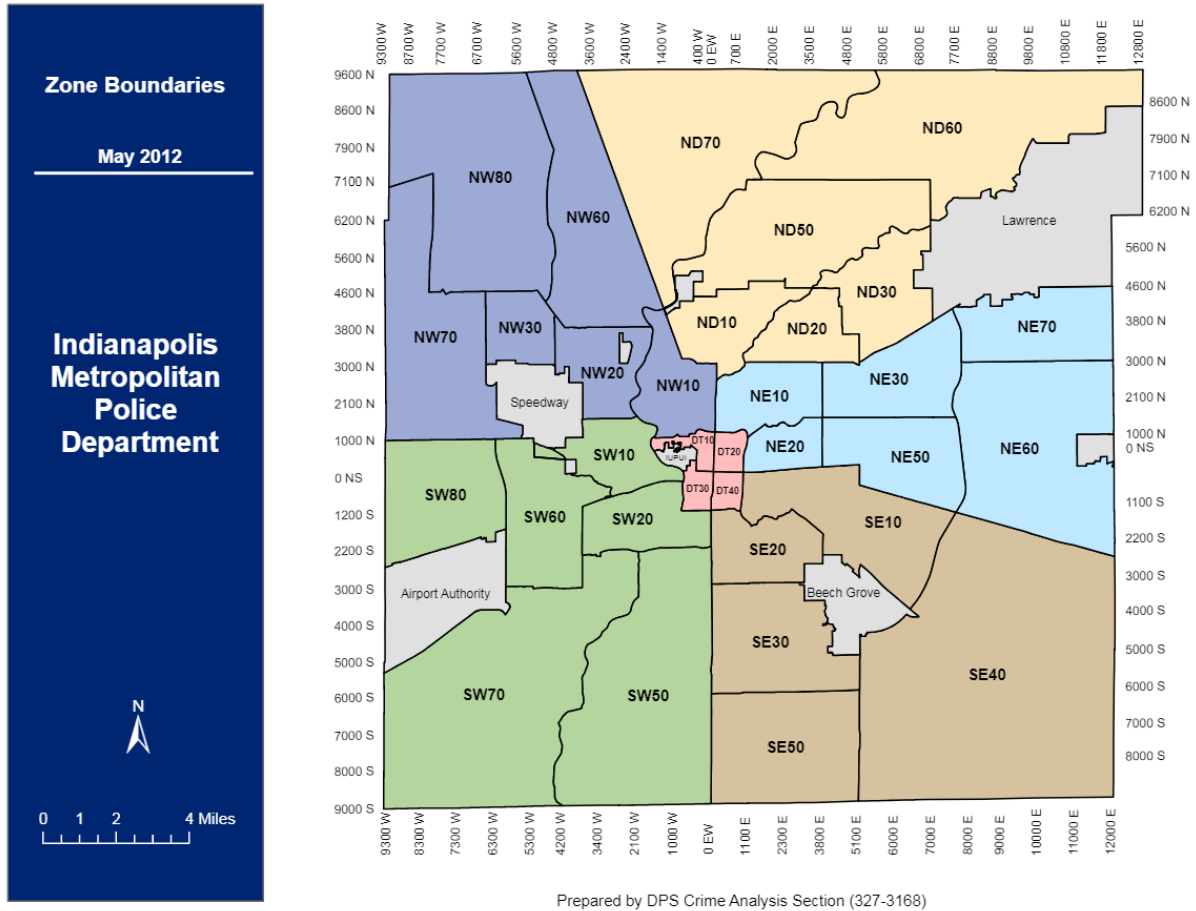 Zone Boundaries
May 2012
Indianapolis
Metropolitan
Police
Department
N
0 1 2 4 Miles
9300 W
8700 W
7700 W
6700 W
5600 W
4800 W
3600 W
2400 W
1400 W
400 W
0 EW
700 E
2000 E
3800 E
4800 E
5800 E
6700 E
7700 E
8800 E
9800 E
10800 E
11800 E
12800 E
9600 N
8600 N
7900 N
7100 N
6200 N
5600 N
4600 N
3800 N
3000 N
2100 N
1000 N
0 NS
1200 S
2200 S
3000 S
4000 S
5000 S
6000 S
7000 S
8000 S
9000 S
ND70
ND60
NW80
NW60
ND50
Lawrence
ND30
NW70
NW30
ND10
ND20
NE70
NW20
NW10
NE30
NE10
Speedway
DT10
DT20
NE20
NE50
NE60
IUPUI
SW10
DT30
DT40
SW80
SW60
SW20
SE10
SE20
Airport Authority
Beech Grove
SE30
SE40
SW70
SW50
SE50
8600 N
7900 N
7100 N
6200 N
5600 N
4600 N
3800 N
3000 N
2100 N
1000 N
0 NS
1100 S
2200 S
3000 S
4000 S
5000 S
6000 S
7000 S
8000 S
9300 W
8300 W
7300 W
6300 W
5300 W
4200 W
3400 W
2100 W
1100 W
0 EW
1100 E
2300 E
3800 E
5100 E
6000 E
7000 E
8200 E
9000 E
10000 E
11000 E
12000 E
Prepared by DPS Crime Analysis Section (327-3168)